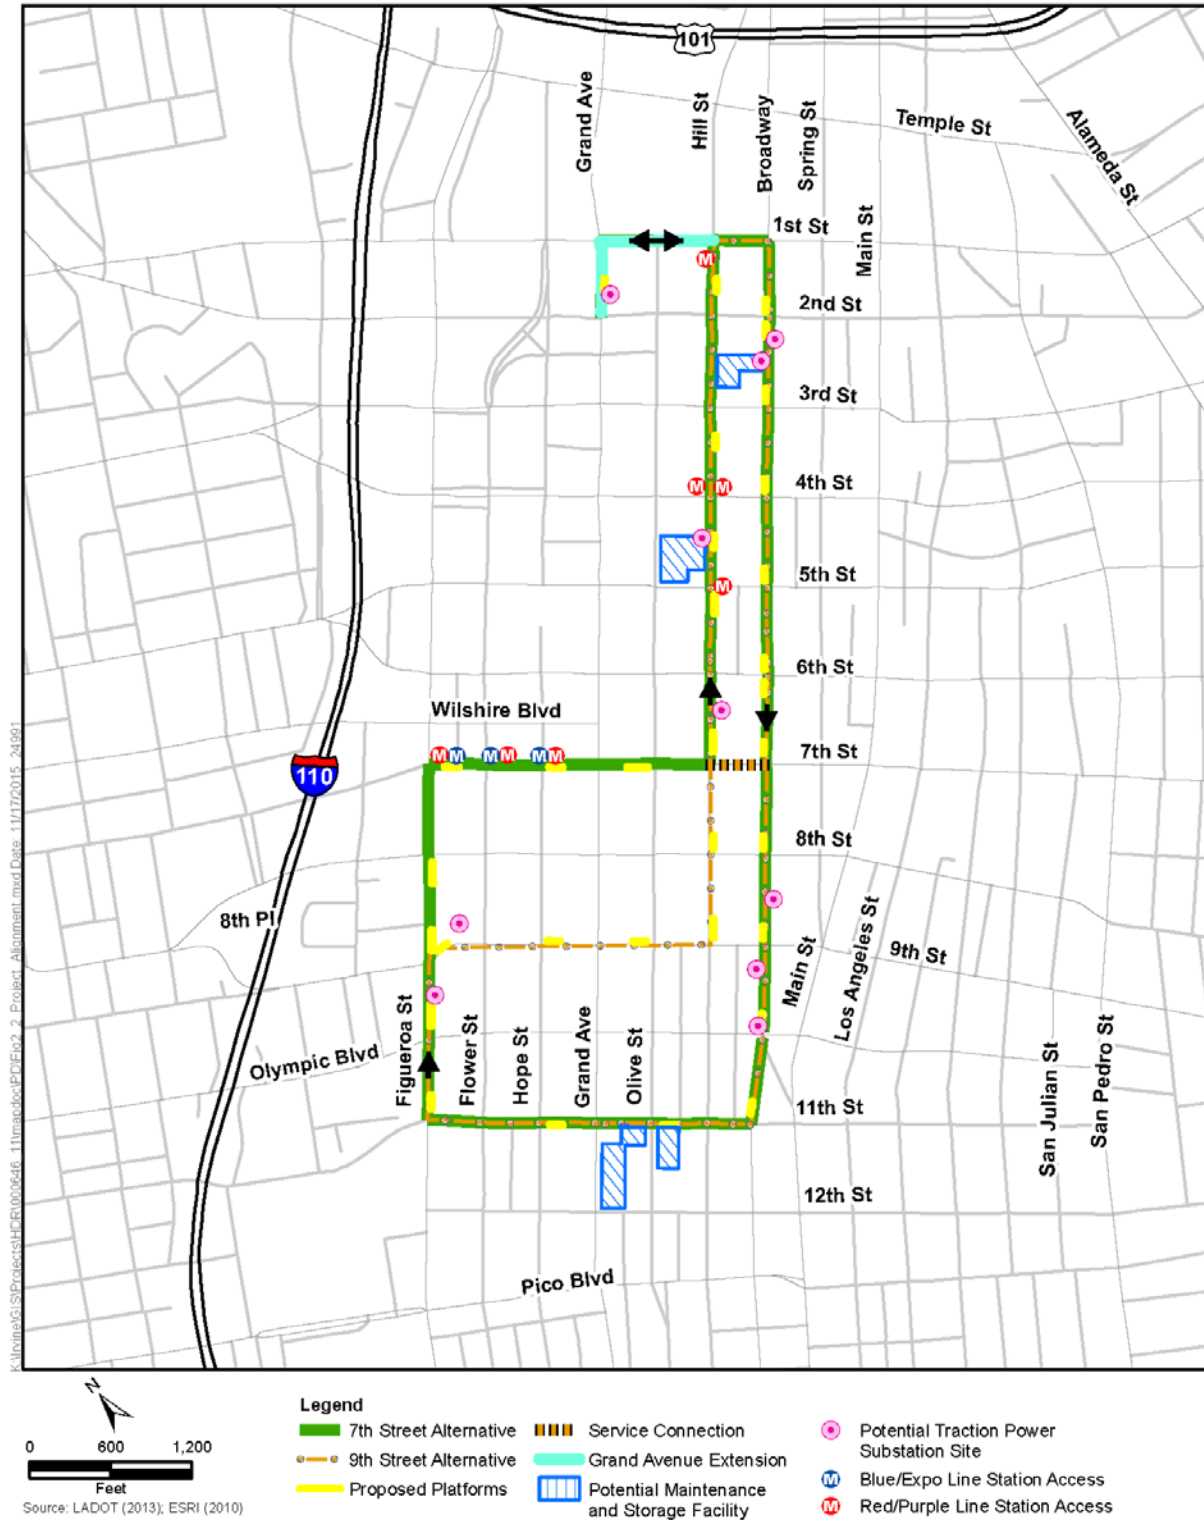 101
Grand Ave
Hill St
Broadway
Spring St
Temple St
Alameda St
1st St
Main St
M
2nd St
3rd St
M M
4th St
5th St
M
6th St
Wilshire Blvd
M M M M M M
7th St
110
8th St
8th Pl
Main St
Los Angeles St
9th St
Figueroa St
Flower St
Hope St
Grand Ave
Olive St
Olympic Blvd
11th St
San Julian St
San Pedro St
12th St
Pico Blvd
N
0 600 1,200
Feet
Source: LADOT (2013); ESRI (2010)
Legend
7th Street Alternative
9th Street Alternative
Proposed Platforms
Service Connection
Grand Avenue Extension
Potential Maintenance
and Storage Facility
Potential Traction Power
Substation Site
M Blue/Expo Line Station Access
M Red/Purple Line Station Access